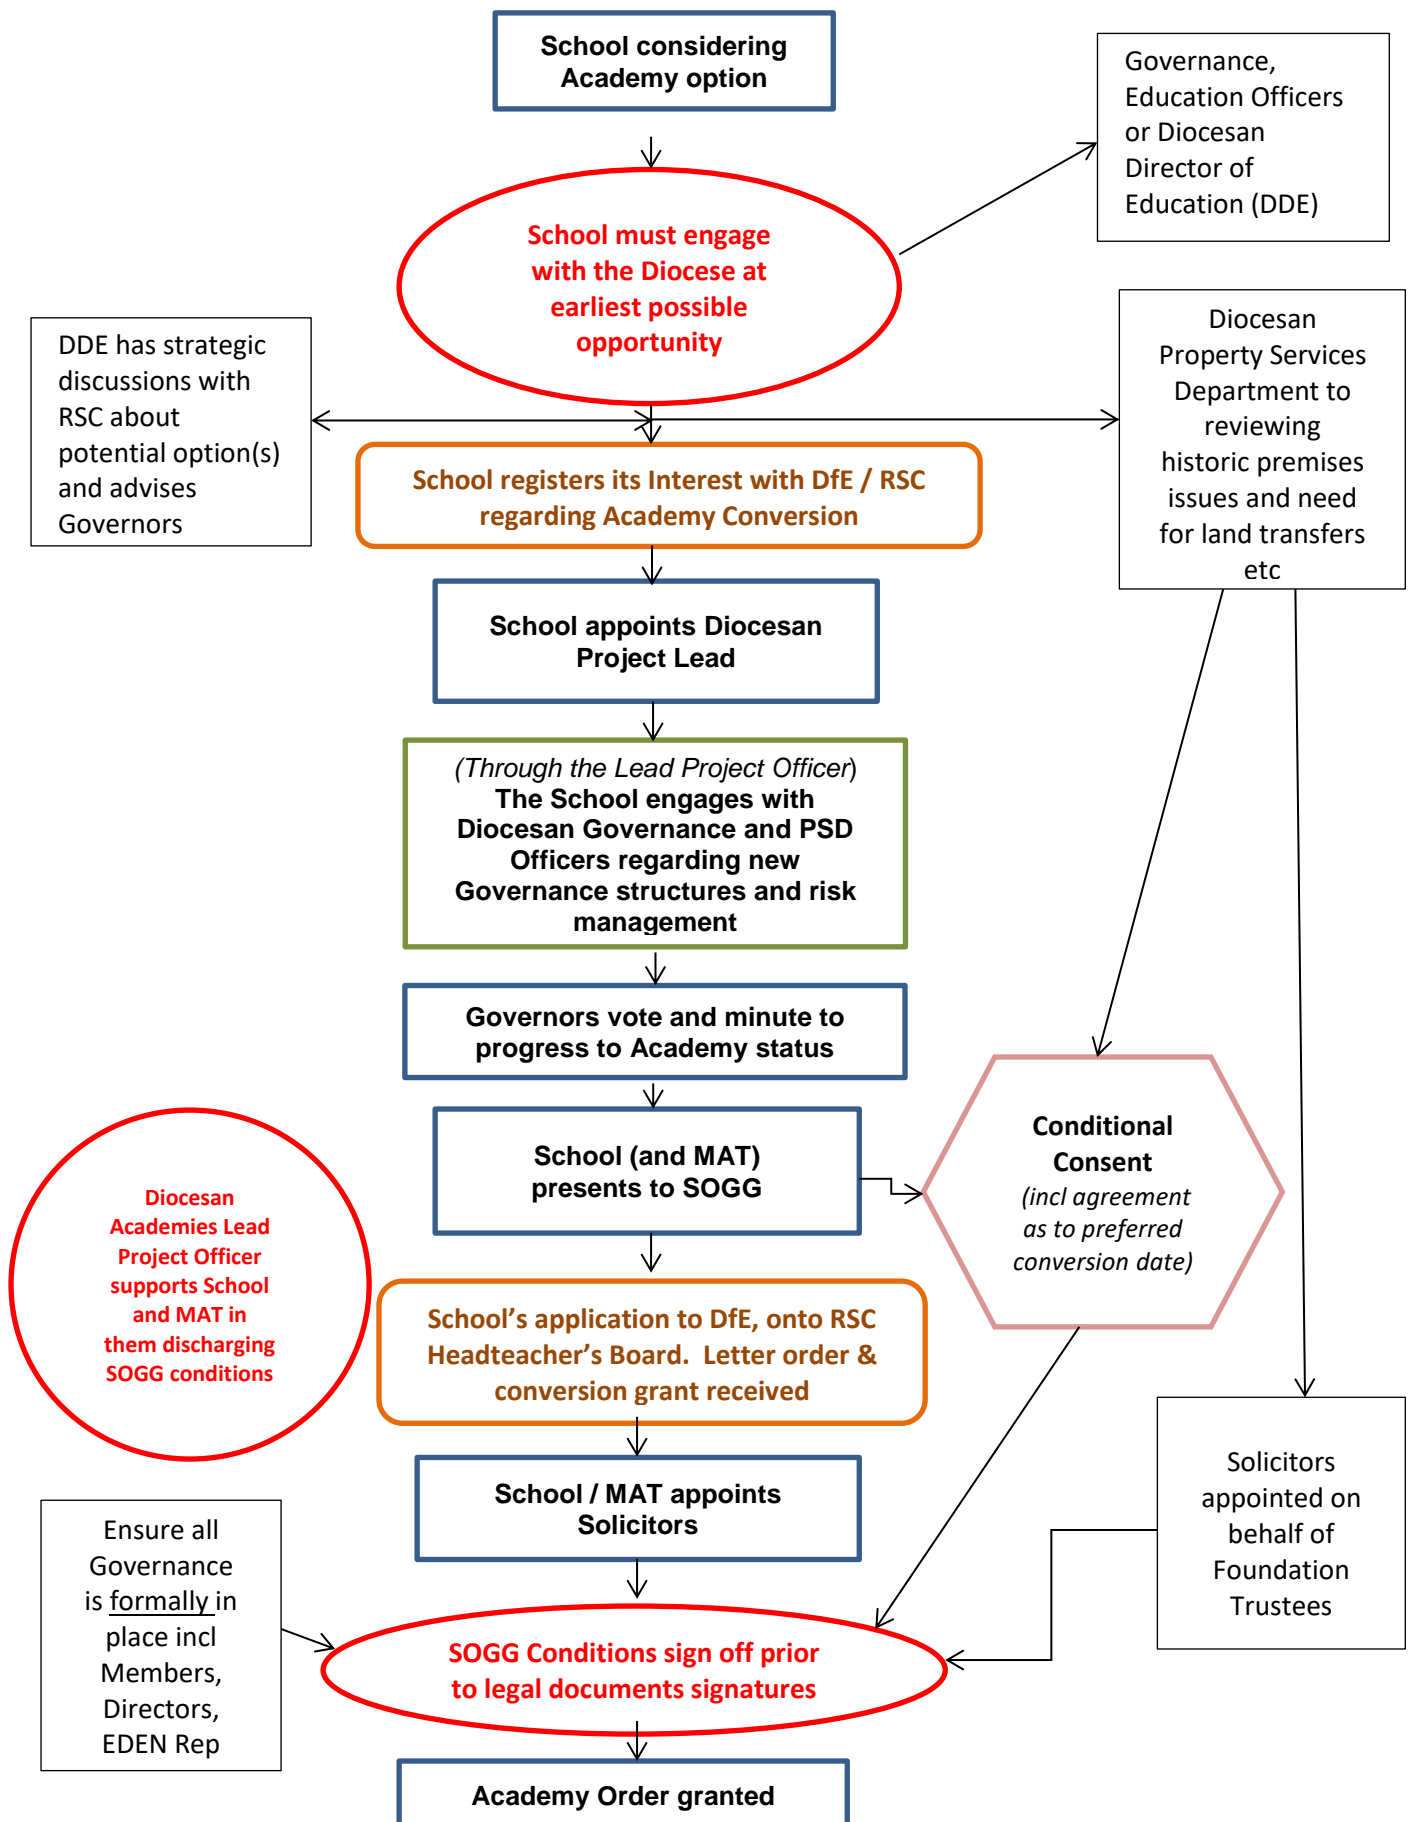 School considering
Academy option
Governance,
Education Officers
or Diocesan
Director of
Education (DDE)
School must engage
with the Diocese at
earliest possible
opportunity
DDE has strategic
discussions with
RSC about
potential option(s)
and advises
Governors
Diocesan
Property Services
Department to
reviewing
historic premises
issues and need
for land transfers
etc
School registers its Interest with DfE / RSC
regarding Academy Conversion
School appoints Diocesan
Project Lead
(Through the Lead Project Officer)
The School engages with
Diocesan Governance and PSD
Officers regarding new
Governance structures and risk
management
Governors vote and minute to
progress to Academy status
School (and MAT)
presents to SOGG
Conditional
Consent
(incl agreement
as to preferred
conversion date)
Diocesan
Academies Lead
Project Officer
supports School
and MAT in
them discharging
SOGG conditions
School’s application to DfE, onto RSC
Headteacher’s Board.  Letter order &
conversion grant received
School / MAT appoints
Solicitors
Solicitors
appointed on
behalf of
Foundation
Trustees
Ensure all
Governance
is formally in
place incl
Members,
Directors,
EDEN Rep
SOGG Conditions sign off prior
to legal documents signatures
Academy Order granted